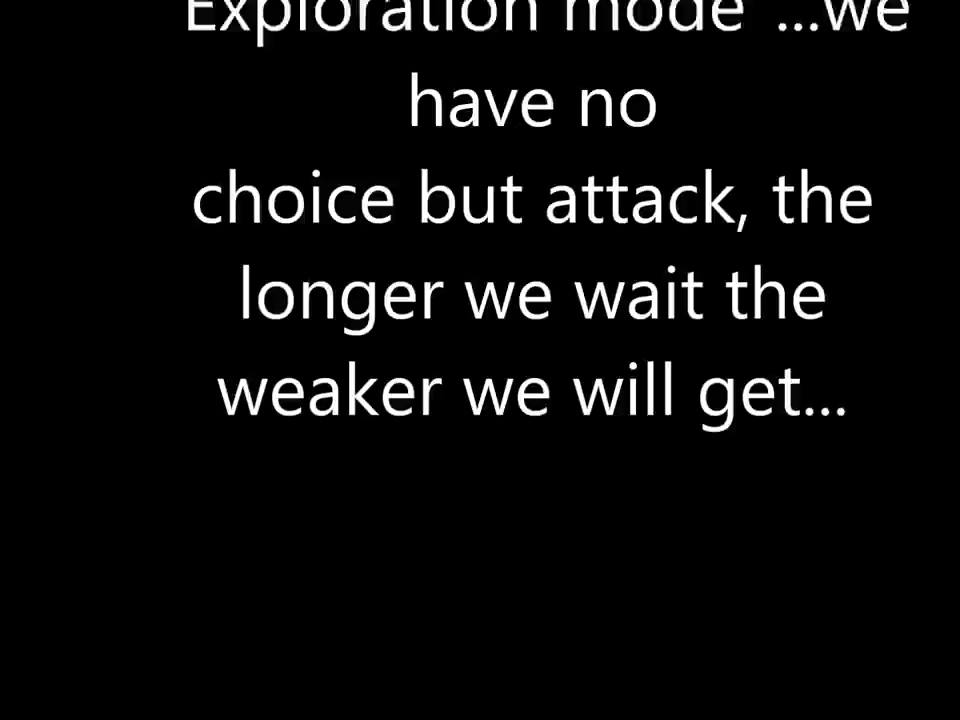 Exploration mode ...we
have no
choice but attack, the
longer we wait the
weaker we will get...